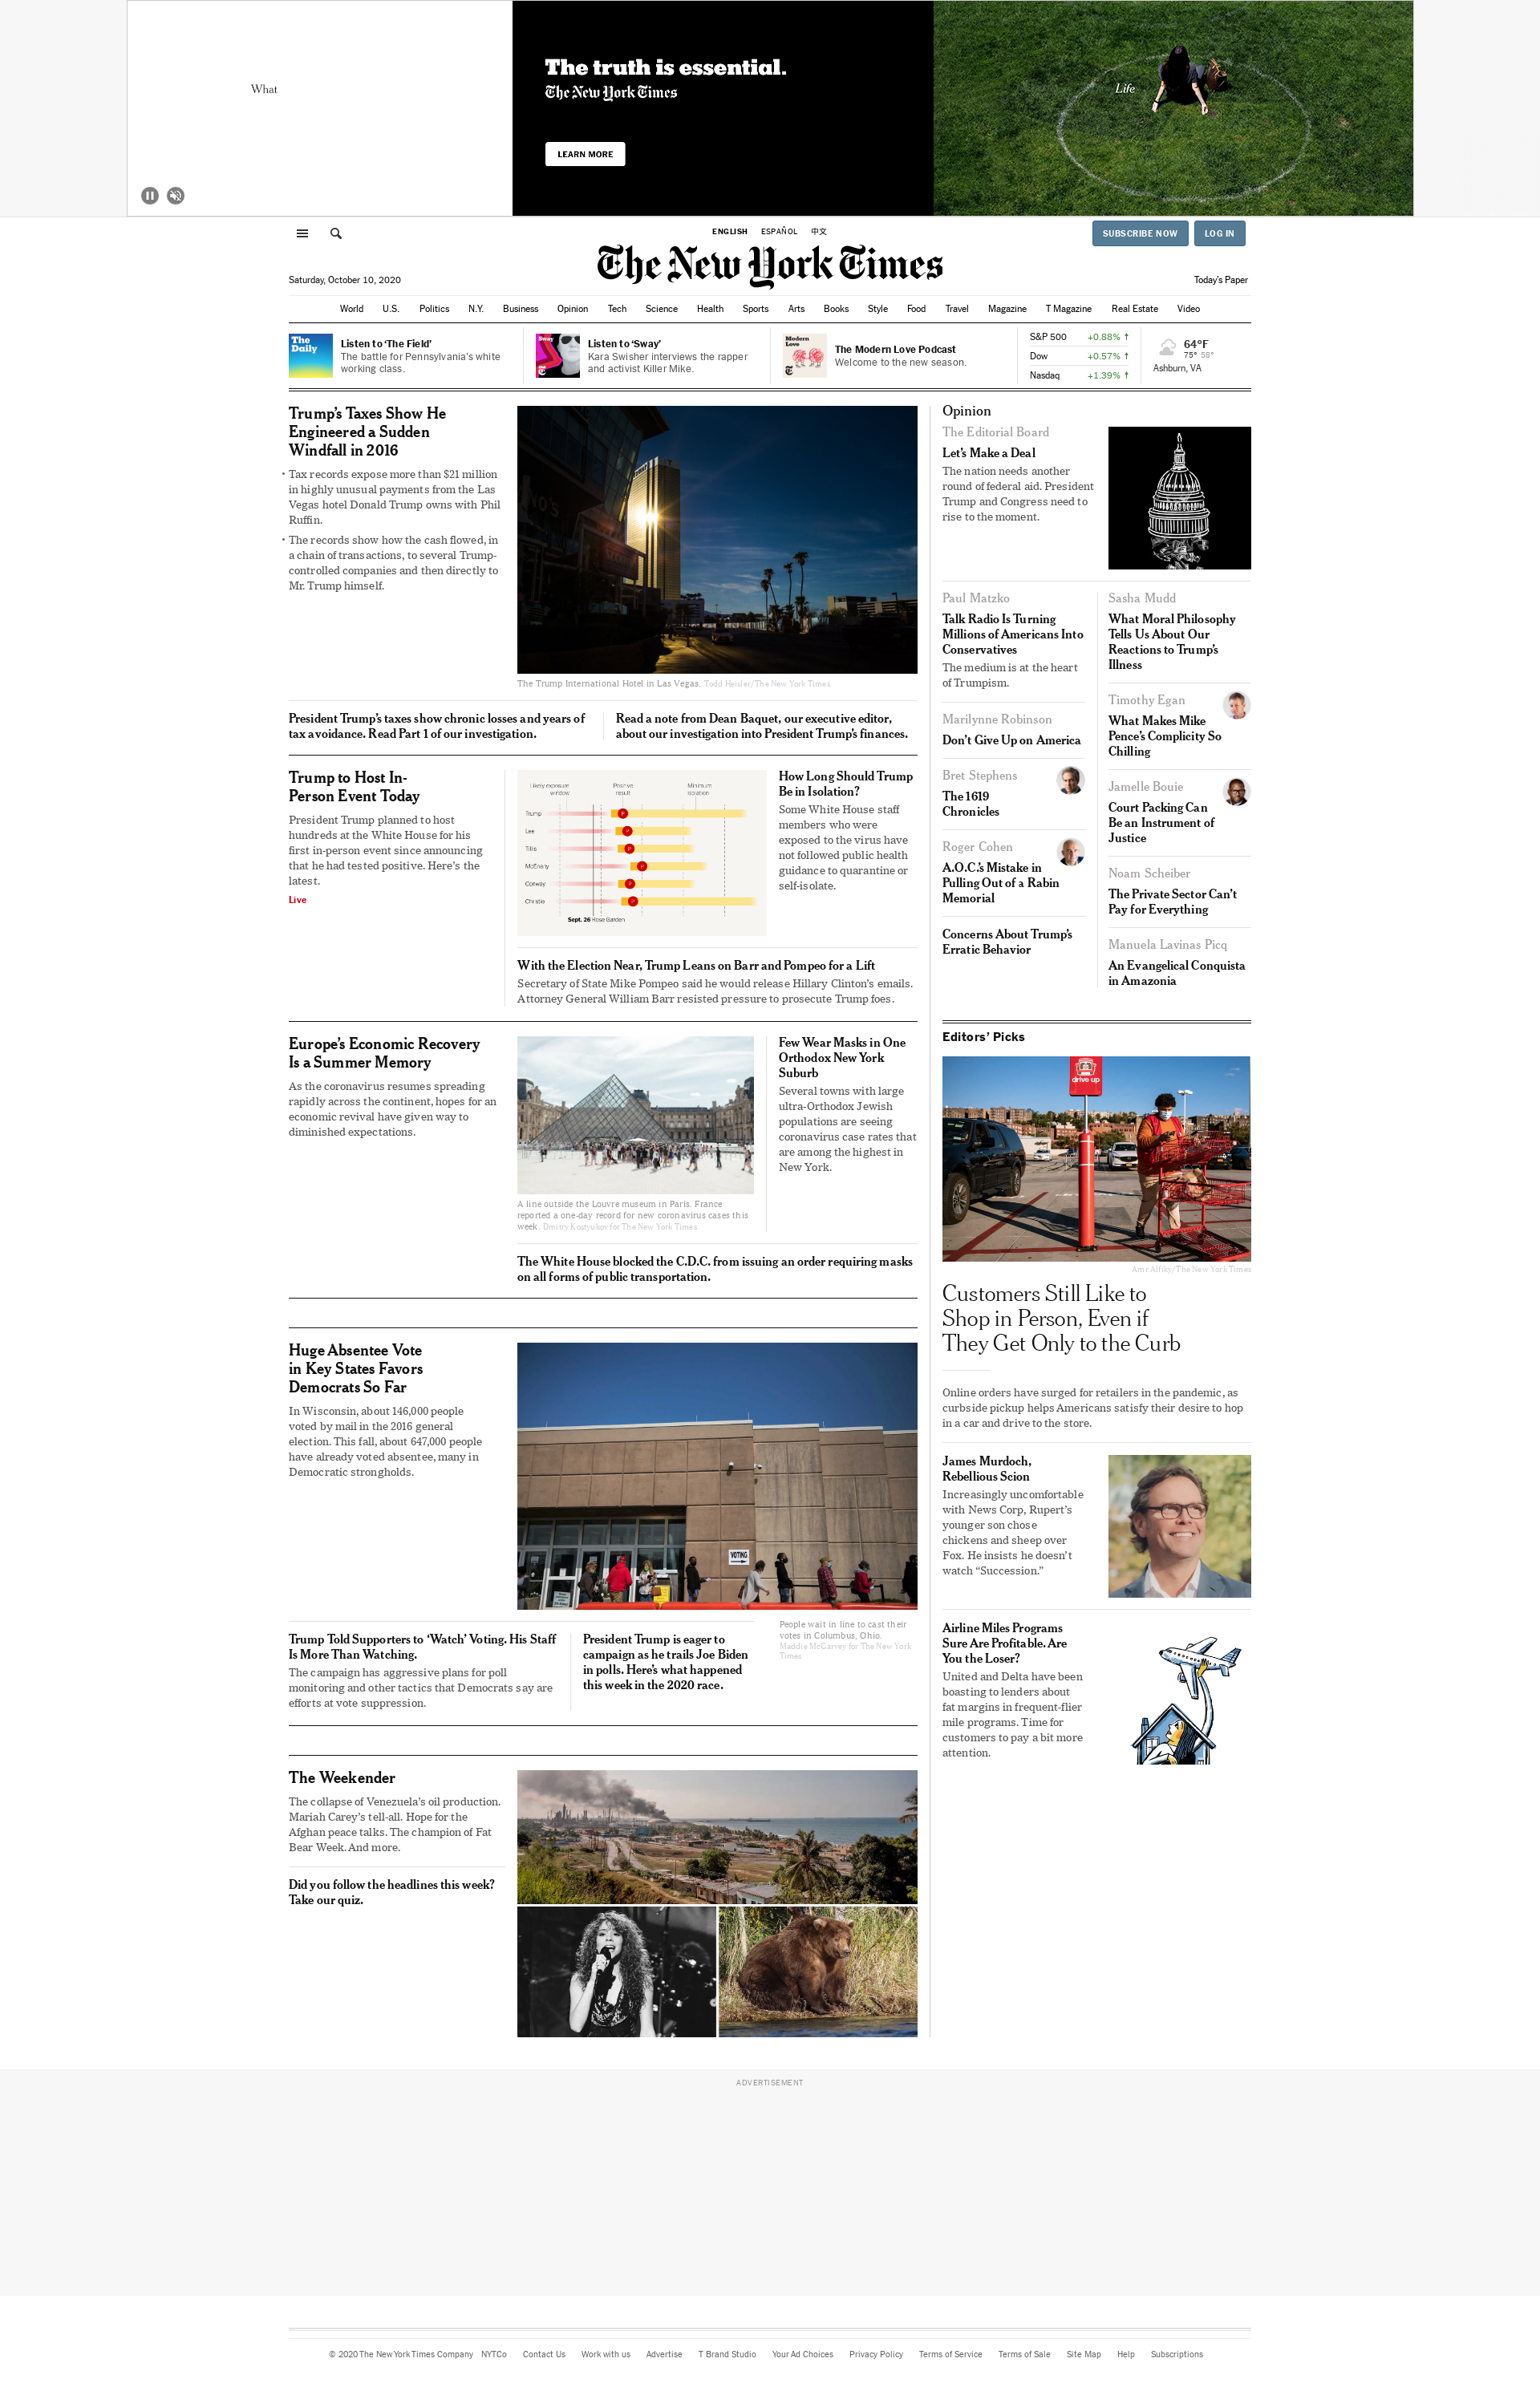 What
The truth is essential.
The New York Times
LEARN MORE
Life
ENGLISH ESPAÑOL 中文
SUBSCRIBE NOW LOG IN
The New York Times
Saturday, October 10, 2020
Today's Paper
World U.S. Politics N.Y. Business Opinion Tech Science Health Sports Arts Books Style Food Travel Magazine T Magazine Real Estate Video
The
Daily
Listen to ‘The Field’
The battle for Pennsylvania’s white
working class.
Sway
Listen to ‘Sway’
Kara Swisher interviews the rapper
and activist Killer Mike.
Modern
Love
The Modern Love Podcast
Welcome to the new season.
S&P 500 +0.88%
Dow +0.57%
Nasdaq +1.39%
64°F
75° 58°
Ashburn, VA
Trump’s Taxes Show He
Engineered a Sudden
Windfall in 2016
• Tax records expose more than $21 million
in highly unusual payments from the Las
Vegas hotel Donald Trump owns with Phil
Ruffin.
• The records show how the cash flowed, in
a chain of transactions, to several Trump-
controlled companies and then directly to
Mr. Trump himself.
The Trump International Hotel in Las Vegas. Todd Heisler/The New York Times
President Trump’s taxes show chronic losses and years of
tax avoidance. Read Part 1 of our investigation.
Read a note from Dean Baquet, our executive editor,
about our investigation into President Trump’s finances.
Trump to Host In-
Person Event Today
President Trump planned to host
hundreds at the White House for his
first in-person event since announcing
that he had tested positive. Here’s the
latest.
Live
Likely exposure
window
Positive
result
Minimum
isolation
Trump P
Lee P
Tillis P
McEnany P
Conway P
Christie P
Sept. 26 Rose Garden
How Long Should Trump
Be in Isolation?
Some White House staff
members who were
exposed to the virus have
not followed public health
guidance to quarantine or
self-isolate.
With the Election Near, Trump Leans on Barr and Pompeo for a Lift
Secretary of State Mike Pompeo said he would release Hillary Clinton’s emails.
Attorney General William Barr resisted pressure to prosecute Trump foes.
Europe’s Economic Recovery
Is a Summer Memory
As the coronavirus resumes spreading
rapidly across the continent, hopes for an
economic revival have given way to
diminished expectations.
A line outside the Louvre museum in Paris. France
reported a one-day record for new coronavirus cases this
week. Dmitry Kostyukov for The New York Times
Few Wear Masks in One
Orthodox New York
Suburb
Several towns with large
ultra-Orthodox Jewish
populations are seeing
coronavirus case rates that
are among the highest in
New York.
The White House blocked the C.D.C. from issuing an order requiring masks
on all forms of public transportation.
Huge Absentee Vote
in Key States Favors
Democrats So Far
In Wisconsin, about 146,000 people
voted by mail in the 2016 general
election. This fall, about 647,000 people
have already voted absentee, many in
Democratic strongholds.
VOTING
People wait in line to cast their
votes in Columbus, Ohio.
Maddie McGarvey for The New York
Times
Trump Told Supporters to ‘Watch’ Voting. His Staff
Is More Than Watching.
The campaign has aggressive plans for poll
monitoring and other tactics that Democrats say are
efforts at vote suppression.
President Trump is eager to
campaign as he trails Joe Biden
in polls. Here’s what happened
this week in the 2020 race.
The Weekender
The collapse of Venezuela’s oil production.
Mariah Carey’s tell-all. Hope for the
Afghan peace talks. The champion of Fat
Bear Week. And more.
Did you follow the headlines this week?
Take our quiz.
Opinion
The Editorial Board
Let’s Make a Deal
The nation needs another
round of federal aid. President
Trump and Congress need to
rise to the moment.
Paul Matzko
Talk Radio Is Turning
Millions of Americans Into
Conservatives
The medium is at the heart
of Trumpism.
Marilynne Robinson
Don’t Give Up on America
Bret Stephens
The 1619
Chronicles
Roger Cohen
A.O.C.’s Mistake in
Pulling Out of a Rabin
Memorial
Concerns About Trump’s
Erratic Behavior
Sasha Mudd
What Moral Philosophy
Tells Us About Our
Reactions to Trump’s
Illness
Timothy Egan
What Makes Mike
Pence’s Complicity So
Chilling
Jamelle Bouie
Court Packing Can
Be an Instrument of
Justice
Noam Scheiber
The Private Sector Can’t
Pay for Everything
Manuela Lavinas Picq
An Evangelical Conquista
in Amazonia
Editors’ Picks
drive up
Amr Alfiky/The New York Times
Customers Still Like to
Shop in Person, Even if
They Get Only to the Curb
Online orders have surged for retailers in the pandemic, as
curbside pickup helps Americans satisfy their desire to hop
in a car and drive to the store.
James Murdoch,
Rebellious Scion
Increasingly uncomfortable
with News Corp, Rupert’s
younger son chose
chickens and sheep over
Fox. He insists he doesn’t
watch “Succession.”
Airline Miles Programs
Sure Are Profitable. Are
You the Loser?
United and Delta have been
boasting to lenders about
fat margins in frequent-flier
mile programs. Time for
customers to pay a bit more
attention.
ADVERTISEMENT
© 2020 The New York Times Company NYTCo Contact Us Work with us Advertise T Brand Studio Your Ad Choices Privacy Policy Terms of Service Terms of Sale Site Map Help Subscriptions